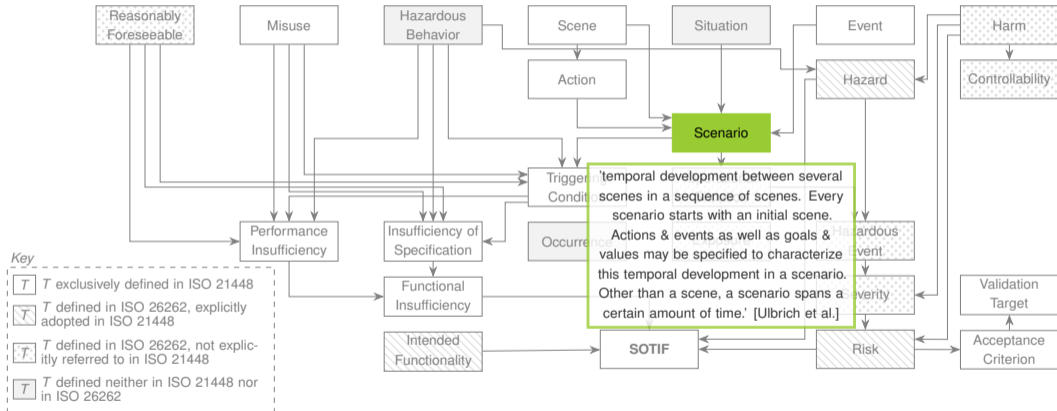 Reasonably
Foreseeable
Misuse
Hazardous
Behavior
Scene
Situation
Event
Harm
Action
Hazard
Controllability
Scenario
Triggering
Condition
'temporal development between several
scenes in a sequence of scenes. Every
scenario starts with an initial scene.
Actions & events as well as goals &
values may be specified to characterize
this temporal development in a scenario.
Other than a scene, a scenario spans a
certain amount of time.' [Ulbrich et al.]
Performance
Insufficiency
Insufficiency of
Specification
Occurrence
Hazardous
Event
Functional
Insufficiency
Severity
Validation
Target
Intended
Functionality
SOTIF
Risk
Acceptance
Criterion
Key
T T exclusively defined in ISO 21448
T T defined in ISO 26262, explicitly
adopted in ISO 21448
T T defined in ISO 26262, not explic-
itly referred to in ISO 21448
T T defined neither in ISO 21448 nor
in ISO 26262